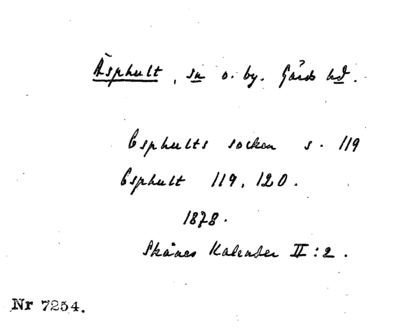 Äsphult, sn o. by. Gärds hd.
Esphults socken s. 119
Esphult 119, 120.
1878.
Skånes Kalender II:2.
Nr 7254.